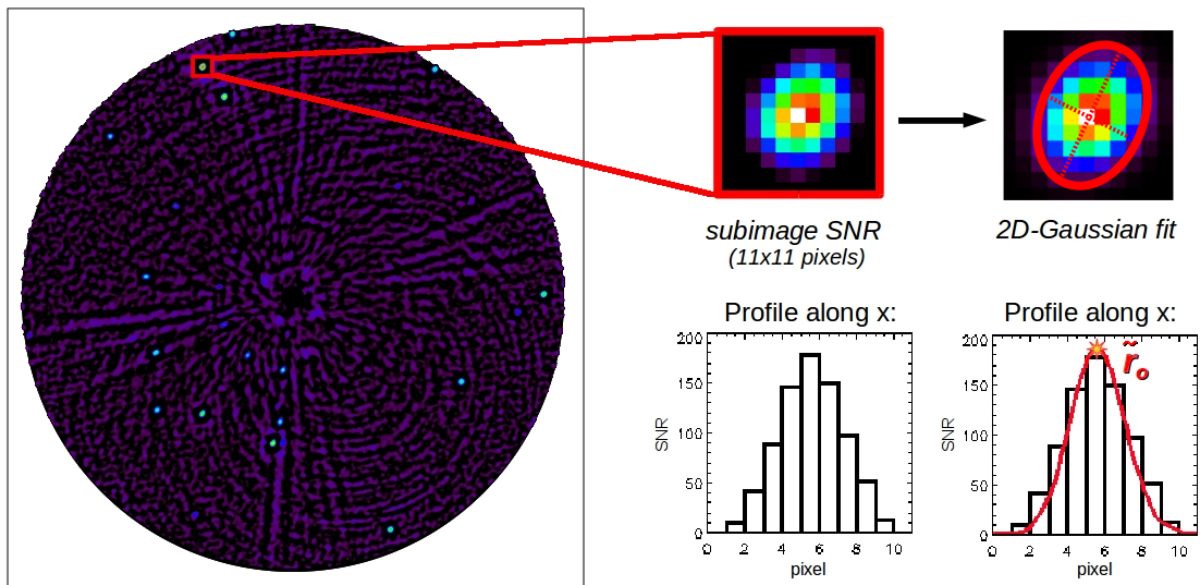 subimage SNR
(11x11 pixels)
2D-Gaussian fit
Profile along x:
200
150
100
50
0
SNR
0 2 4 6 8 10
pixel
Profile along x:
200
150
100
50
0
SNR
r̃o
0 2 4 6 8 10
pixel